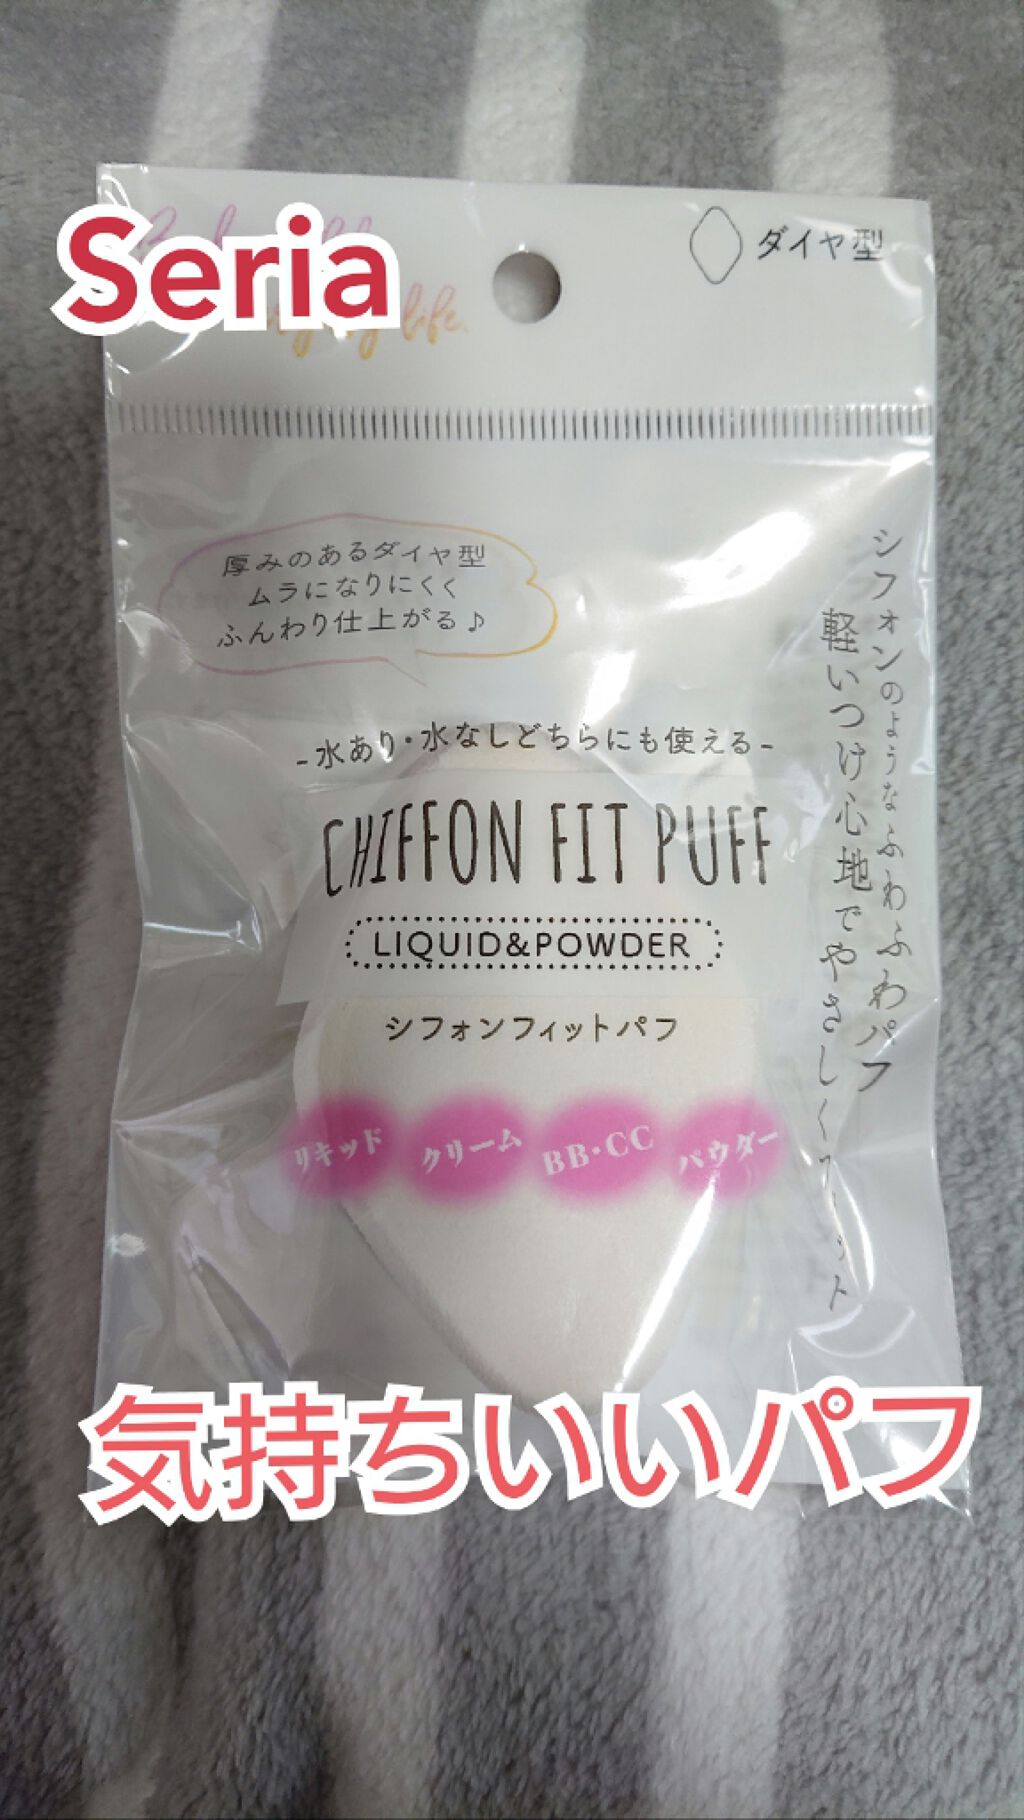 Seria
life.
ダイヤ型
厚みのあるダイヤ型
ムラになりにくく
ふんわり仕上がる♪
シフォンのようなふわふわパフ
軽いつけ心地でやさしくフィット
-水あり・水なしどちらにも使える-
CHIFFON FIT PUFF
LIQUID&POWDER
シフォンフィットパフ
リキッド クリーム BB・CC パウダー
気持ちいいパフ